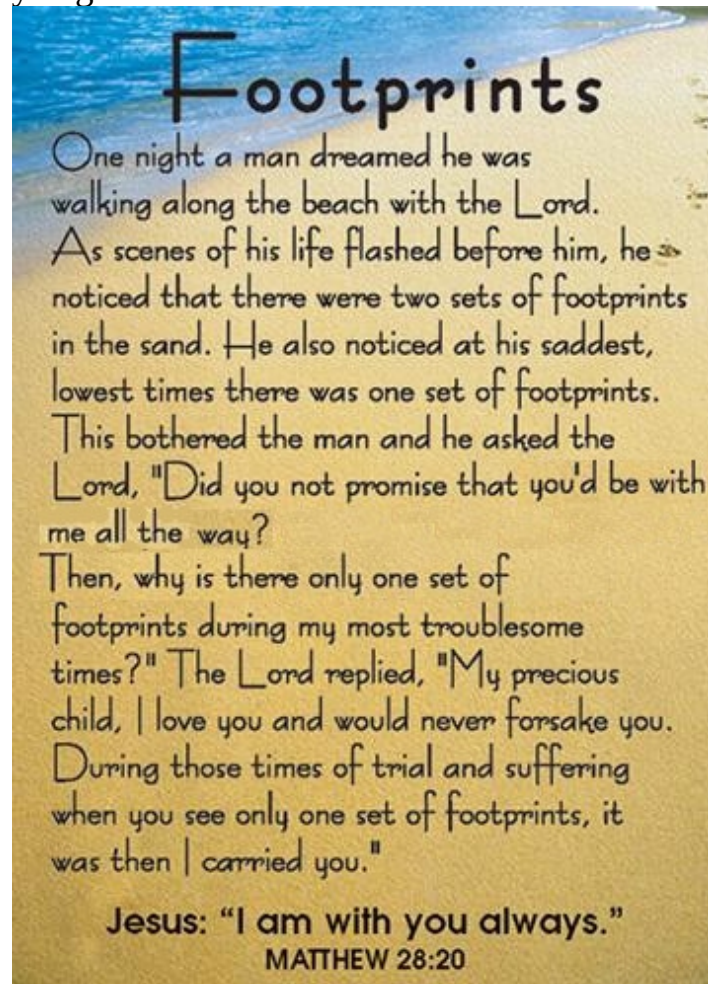 Footprints
One night a man dreamed he was
walking along the beach with the Lord.
As scenes of his life flashed before him, he
noticed that there were two sets of footprints
in the sand. He also noticed at his saddest,
lowest times there was one set of footprints.
This bothered the man and he asked the
Lord, "Did you not promise that you'd be with
me all the way?
Then, why is there only one set of
footprints during my most troublesome
times?" The Lord replied, "My precious
child, I love you and would never forsake you.
During those times of trial and suffering
when you see only one set of footprints, it
was then I carried you."
Jesus: “I am with you always.”
MATTHEW 28:20